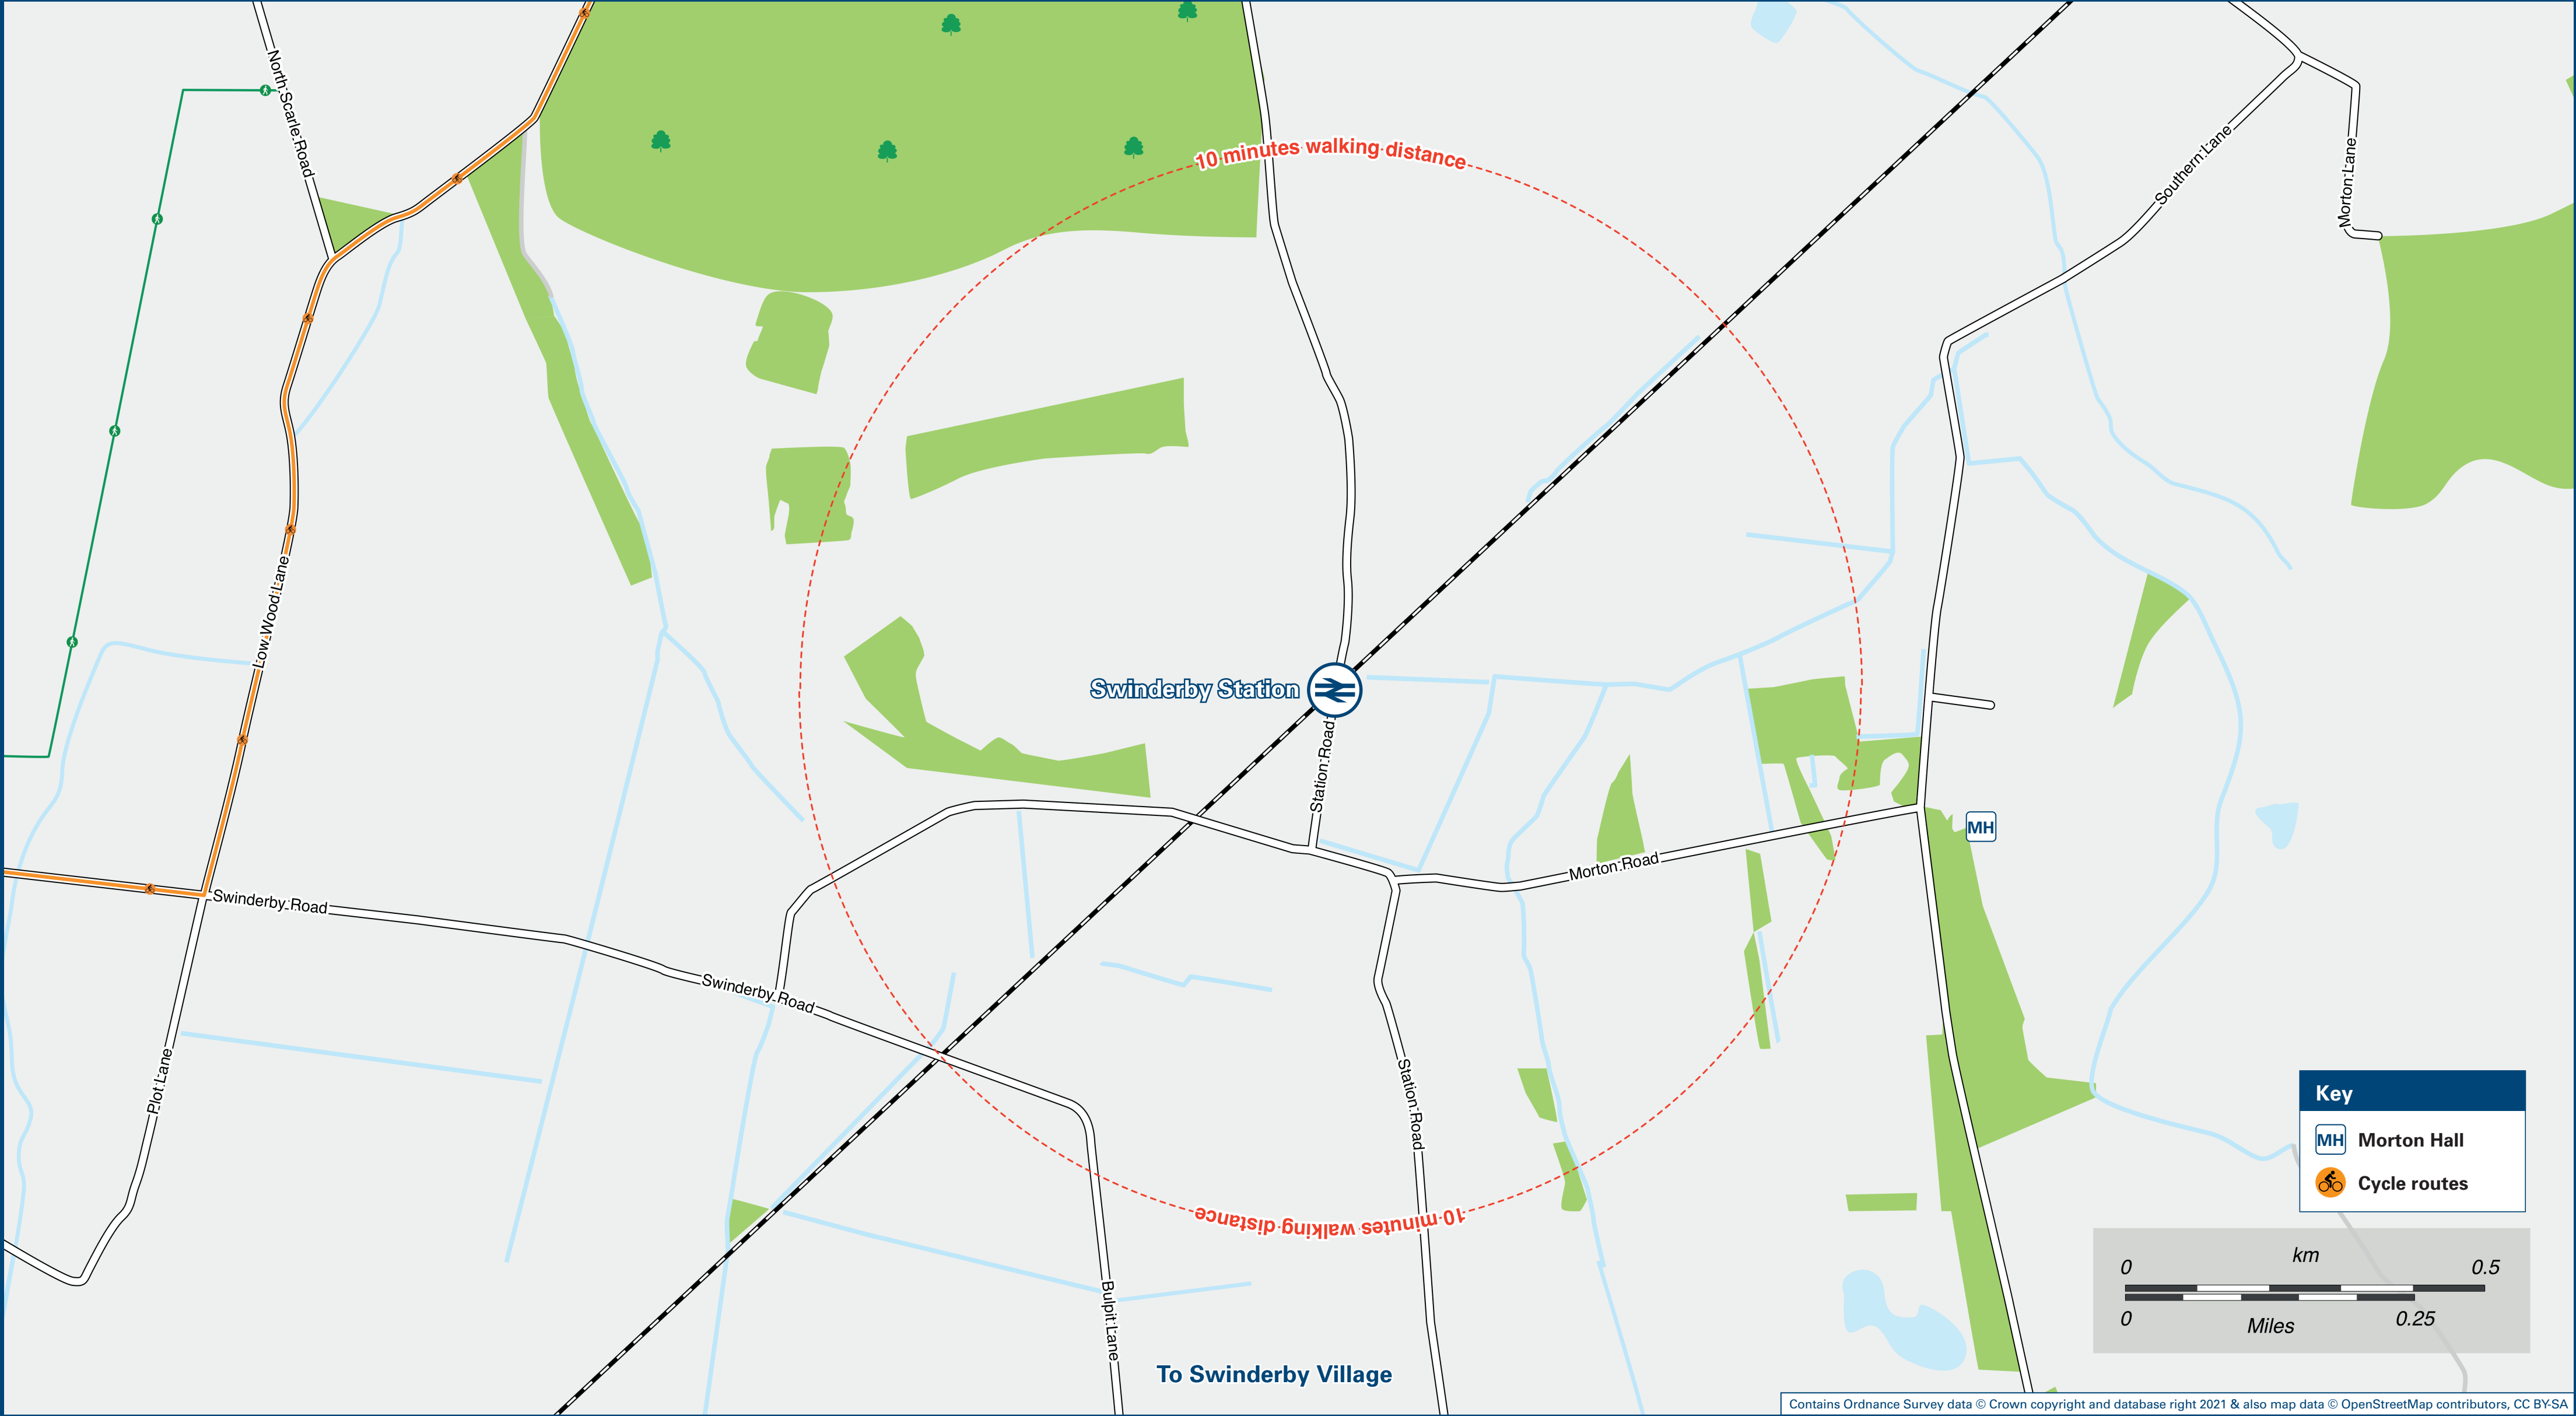 North Scarle Road
10 minutes walking distance
Southern Lane
Morton Lane
Low Wood Lane
Swinderby Station
Station Road
Morton Road
Swinderby Road
Swinderby Road
Plot Lane
Station Road
10 minutes walking distance
Bulpit Lane
To Swinderby Village
MH
Key
MH Morton Hall
Cycle routes
km
0 0.5
0 0.25
Miles
Contains Ordnance Survey data © Crown copyright and database right 2021 & also map data © OpenStreetMap contributors, CC BY-SA